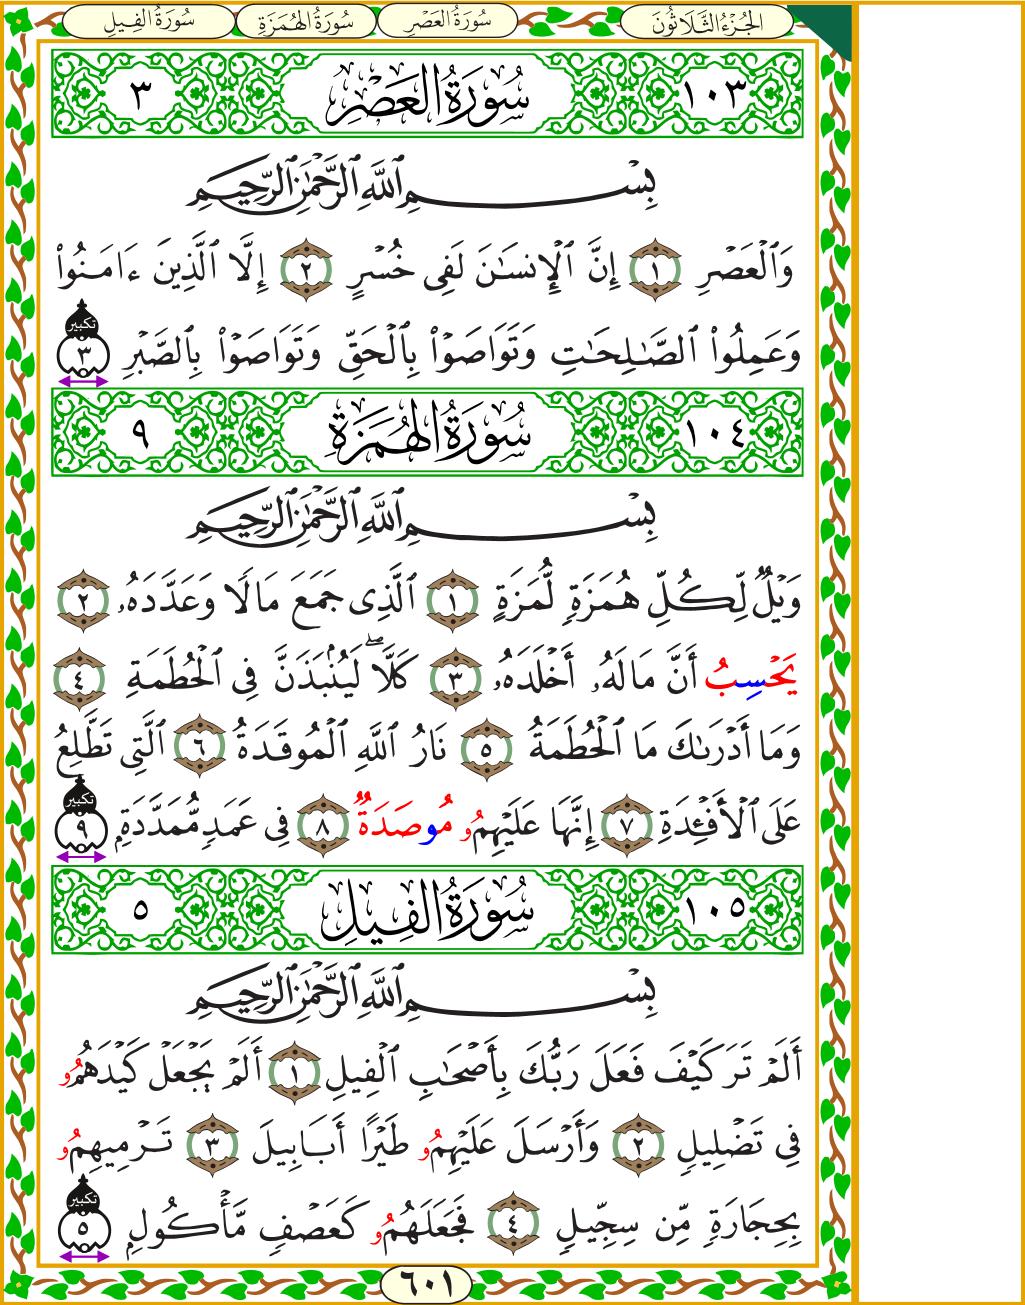 الجُزْءُ الثَّلَاثُونَ سُورَةُ العَصْرِ سُورَةُ الهُمَزَةِ سُورَةُ الفِيلِ
١٠٣ سُورَةُ العَصْرِ ٣
بِسْمِ ٱللَّهِ ٱلرَّحْمَٰنِ ٱلرَّحِيمِ
وَٱلْعَصْرِ ١ إِنَّ ٱلْإِنسَٰنَ لَفِى خُسْرٍ ٢ إِلَّا ٱلَّذِينَ ءَامَنُوا۟
وَعَمِلُوا۟ ٱلصَّٰلِحَٰتِ وَتَوَاصَوْا۟ بِٱلْحَقِّ وَتَوَاصَوْا۟ بِٱلصَّبْرِ تكبير ٣
١٠٤ سُورَةُ الهُمَزَةِ ٩
بِسْمِ ٱللَّهِ ٱلرَّحْمَٰنِ ٱلرَّحِيمِ
وَيْلٌ لِّكُلِّ هُمَزَةٍ لُّمَزَةٍ ١ ٱلَّذِى جَمَعَ مَالًا وَعَدَّدَهُۥ ٢
يَحْسِبُ أَنَّ مَالَهُۥ أَخْلَدَهُۥ ٣ كَلَّا ۖ لَيُنۢبَذَنَّ فِى ٱلْحُطَمَةِ ٤
وَمَا أَدْرَىٰكَ مَا ٱلْحُطَمَةُ ٥ نَارُ ٱللَّهِ ٱلْمُوقَدَةُ ٦ ٱلَّتِى تَطَّلِعُ
عَلَى ٱلْأَفْـِٔدَةِ ٧ إِنَّهَا عَلَيْهِمُۥ مُوصَدَةٌ ٨ فِى عَمَدٍ مُّمَدَّدَةٍۭ تكبير ٩
١٠٥ سُورَةُ الفِيلِ ٥
بِسْمِ ٱللَّهِ ٱلرَّحْمَٰنِ ٱلرَّحِيمِ
أَلَمْ تَرَ كَيْفَ فَعَلَ رَبُّكَ بِأَصْحَٰبِ ٱلْفِيلِ ١ أَلَمْ يَجْعَلْ كَيْدَهُمُۥ
فِى تَضْلِيلٍ ٢ وَأَرْسَلَ عَلَيْهِمُۥ طَيْرًا أَبَابِيلَ ٣ تَرْمِيهِمُۥ
بِحِجَارَةٍ مِّن سِجِّيلٍ ٤ فَجَعَلَهُمُۥ كَعَصْفٍ مَّأْكُولٍۭ تكبير ٥
٦٠١